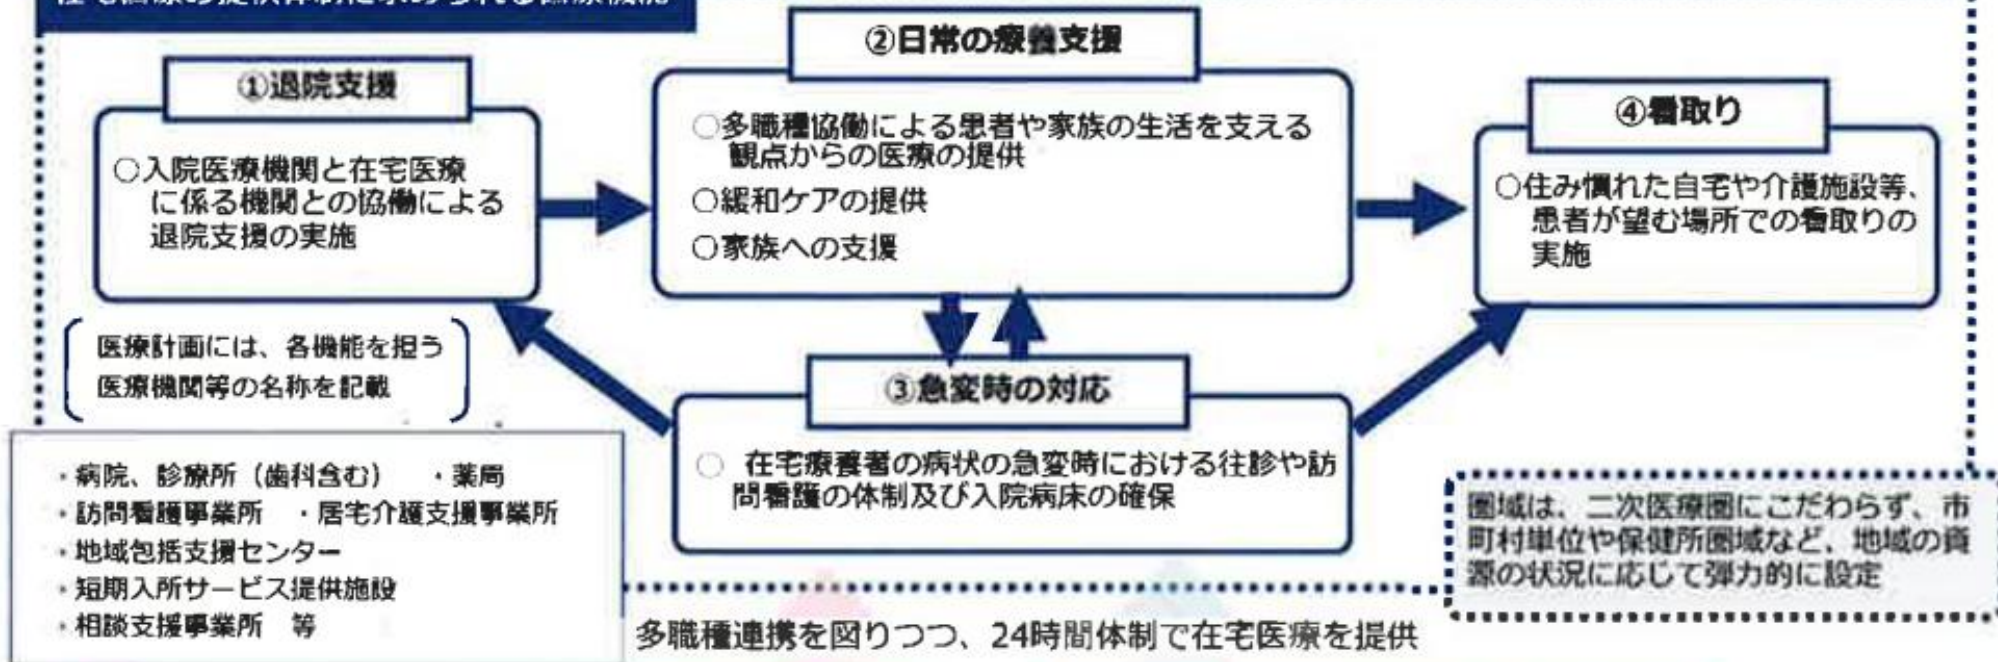 ①退院支援
○入院医療機関と在宅医療
に係る機関との協働による
退院支援の実施
②日常の療養支援
○多職種協働による患者や家族の生活を支える
観点からの医療の提供
○緩和ケアの提供
○家族への支援
④看取り
○住み慣れた自宅や介護施設等、
患者が望む場所での看取りの
実施
医療計画には、各機能を担う
医療機関等の名称を記載
③急変時の対応
○ 在宅療養者の病状の急変時における往診や訪
問看護の体制及び入院病床の確保
・病院、診療所（歯科含む） ・薬局
・訪問看護事業所 ・居宅介護支援事業所
・地域包括支援センター
・短期入所サービス提供施設
・相談支援事業所 等
圏域は、二次医療圏にこだわらず、市
町村単位や保健所圏域など、地域の資
源の状況に応じて弾力的に設定
多職種連携を図りつつ、24時間体制で在宅医療を提供